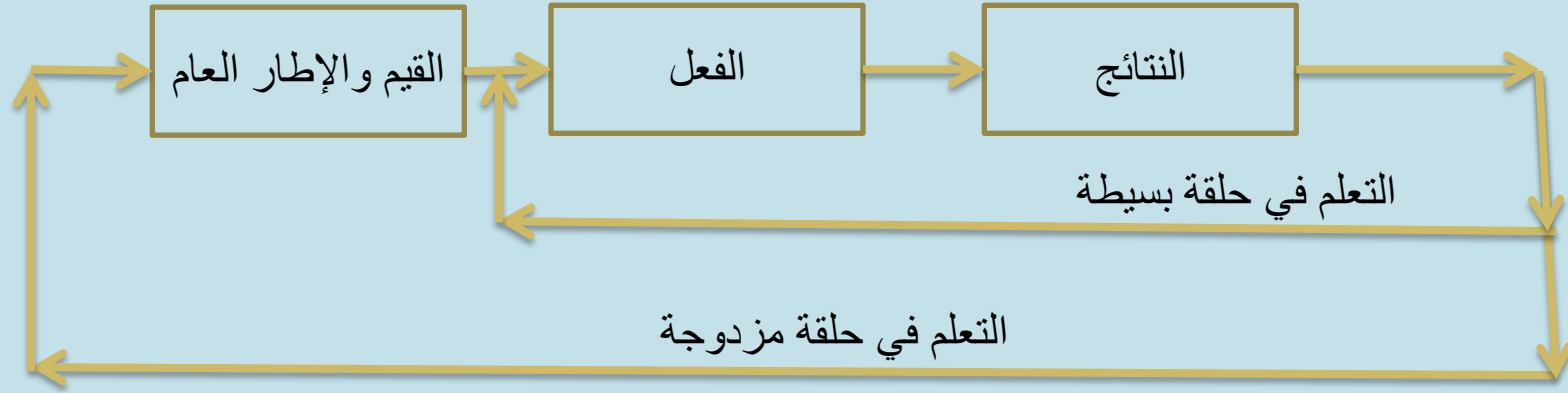 القيم والإطار العام
الفعل
النتائج
التعلم في حلقة بسيطة
التعلم في حلقة مزدوجة